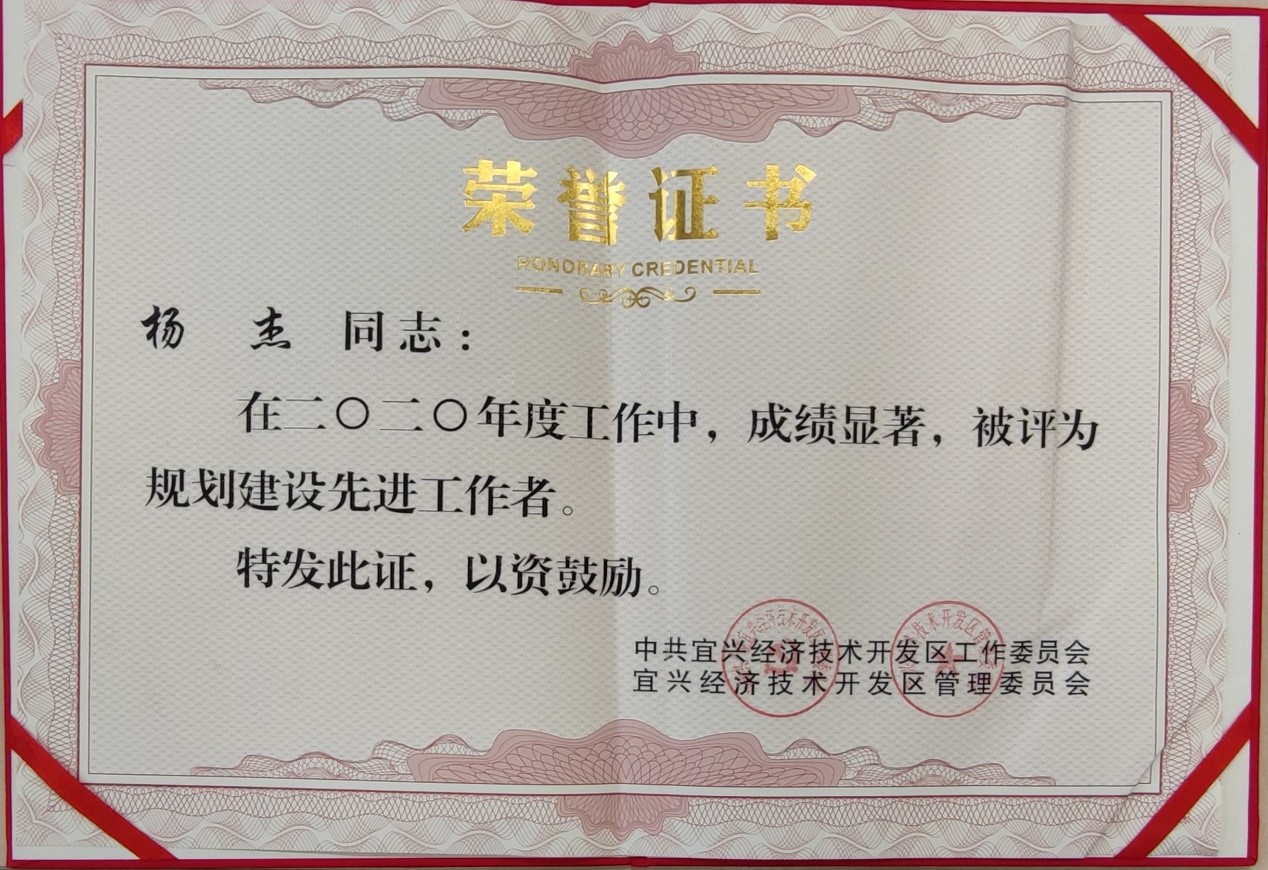 荣誉证书
HONORARY CREDENTIAL
杨 杰 同志：
在二〇二〇年度工作中，成绩显著，被评为
规划建设先进工作者。
特发此证，以资鼓励。
中共宜兴经济技术开发区工作委员会
宜兴经济技术开发区管理委员会